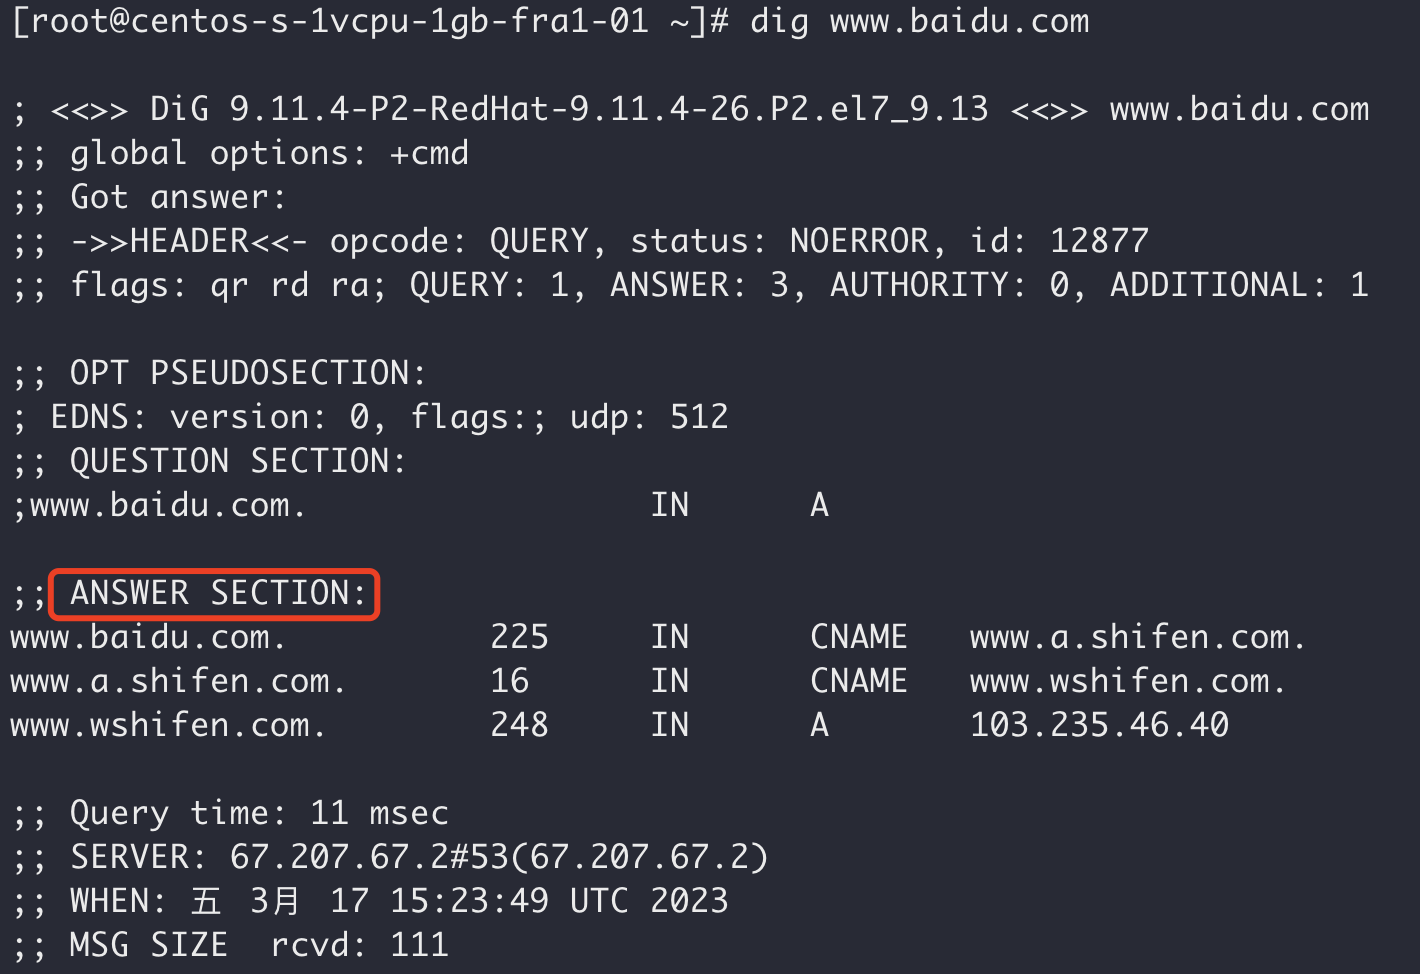 [root@centos-s-1vcpu-1gb-fra1-01 ~]# dig www.baidu.com
; <<>> DiG 9.11.4-P2-RedHat-9.11.4-26.P2.el7_9.13 <<>> www.baidu.com
;; global options: +cmd
;; Got answer:
;; ->>HEADER<<- opcode: QUERY, status: NOERROR, id: 12877
;; flags: qr rd ra; QUERY: 1, ANSWER: 3, AUTHORITY: 0, ADDITIONAL: 1
;; OPT PSEUDOSECTION:
; EDNS: version: 0, flags:; udp: 512
;; QUESTION SECTION:
;www.baidu.com. IN A
;; ANSWER SECTION:
www.baidu.com. 225 IN CNAME www.a.shifen.com.
www.a.shifen.com. 16 IN CNAME www.wshifen.com.
www.wshifen.com. 248 IN A 103.235.46.40
;; Query time: 11 msec
;; SERVER: 67.207.67.2#53(67.207.67.2)
;; WHEN: 五 3月 17 15:23:49 UTC 2023
;; MSG SIZE rcvd: 111